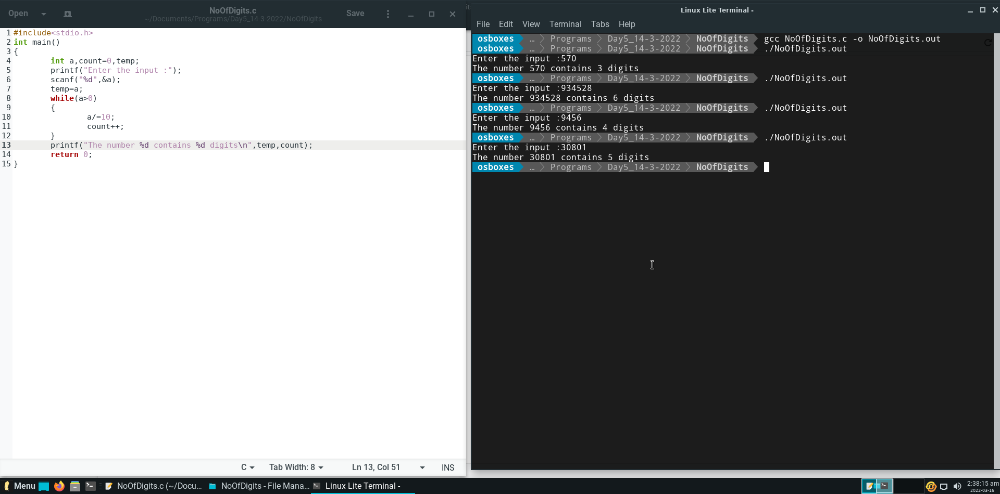 Open
NoOfDigits.c
~/Documents/Programs/Day5_14-3-2022/NoOfDigits
Save
1 #include<stdio.h>
2 int main()
3 {
4 int a,count=0,temp;
5 printf("Enter the input :");
6 scanf("%d",&a);
7 temp=a;
8 while(a>0)
9 {
10 a/=10;
11 count++;
12 }
13 printf("The number %d contains %d digits\n",temp,count);
14 return 0;
15 }
C
Tab Width: 8
Ln 13, Col 51
INS
Linux Lite Terminal -
File Edit View Terminal Tabs Help
osboxes … Programs Day5_14-3-2022 NoOfDigits gcc NoOfDigits.c -o NoOfDigits.out
osboxes … Programs Day5_14-3-2022 NoOfDigits ./NoOfDigits.out
Enter the input :570
The number 570 contains 3 digits
osboxes … Programs Day5_14-3-2022 NoOfDigits ./NoOfDigits.out
Enter the input :934528
The number 934528 contains 6 digits
osboxes … Programs Day5_14-3-2022 NoOfDigits ./NoOfDigits.out
Enter the input :9456
The number 9456 contains 4 digits
osboxes … Programs Day5_14-3-2022 NoOfDigits ./NoOfDigits.out
Enter the input :30801
The number 30801 contains 5 digits
osboxes … Programs Day5_14-3-2022 NoOfDigits
Menu
NoOfDigits.c (~/Docu...
NoOfDigits - File Mana...
Linux Lite Terminal -
2:38:15 am
2022-03-16